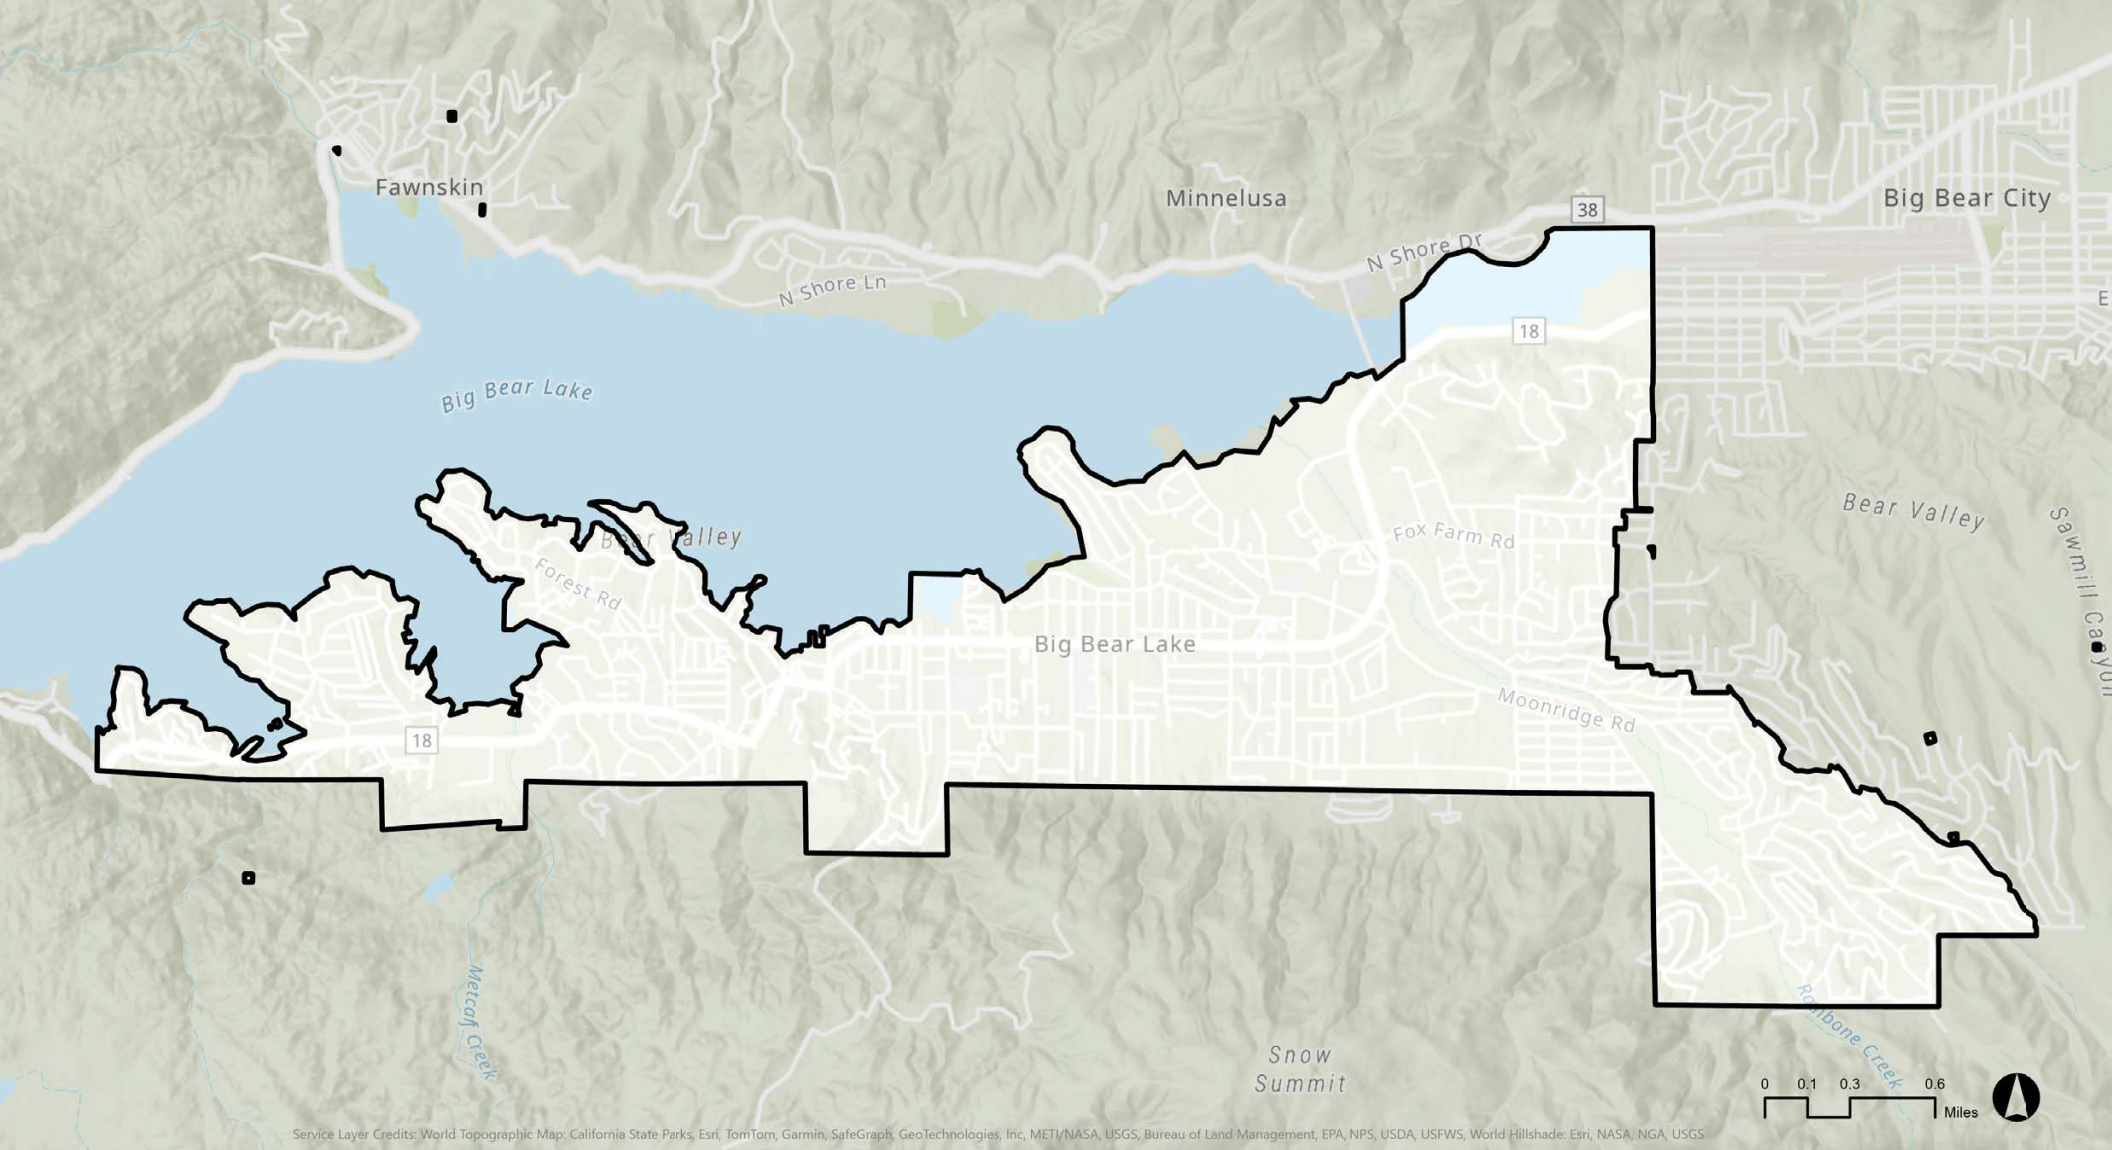 Fawnskin
Minnelusa
38
Big Bear City
N Shore Dr
N Shore Ln
E
18
Big Bear Lake
Bear Valley
Sawmill Canyon
Bear Valley
Fox Farm Rd
Forest Rd
Big Bear Lake
Moonridge Rd
18
Metcalf Creek
Rathbone Creek
Snow
Summit
0 0.1 0.3 0.6
Miles
Service Layer Credits: World Topographic Map: California State Parks, Esri, TomTom, Garmin, SafeGraph, GeoTechnologies, Inc, METI/NASA, USGS, Bureau of Land Management, EPA, NPS, USDA, USFWS, World Hillshade: Esri, NASA, NGA, USGS